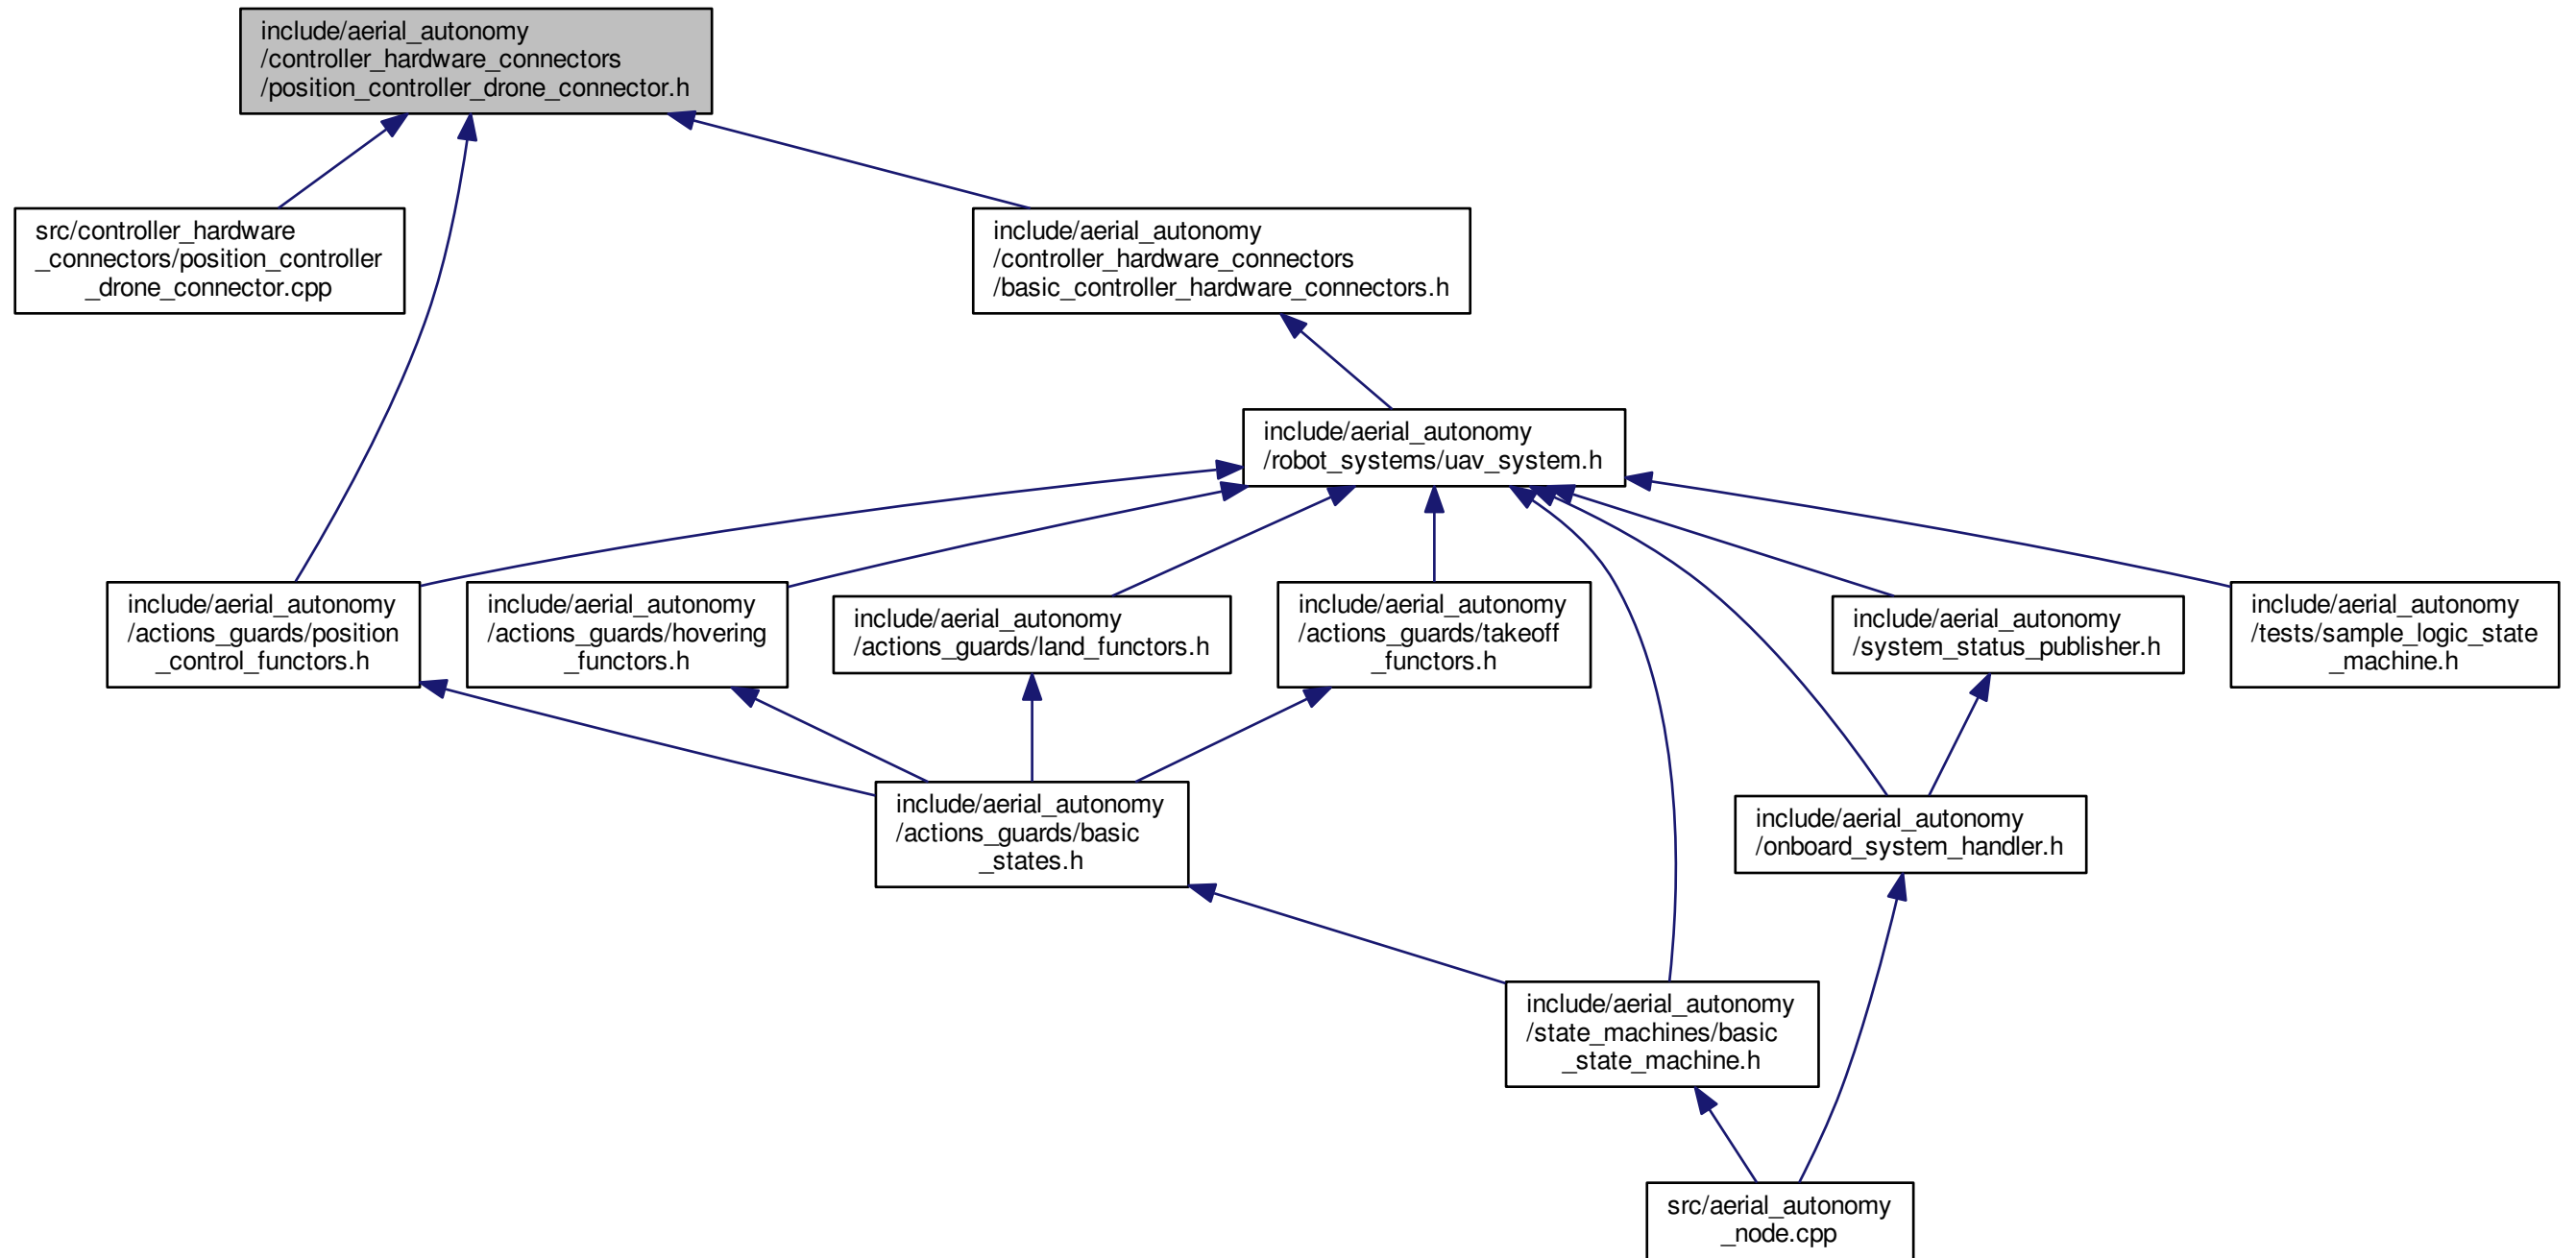 include/aerial_autonomy
/controller_hardware_connectors
/position_controller_drone_connector.h
src/controller_hardware
_connectors/position_controller
_drone_connector.cpp
include/aerial_autonomy
/controller_hardware_connectors
/basic_controller_hardware_connectors.h
include/aerial_autonomy
/robot_systems/uav_system.h
include/aerial_autonomy
/actions_guards/position
_control_functors.h
include/aerial_autonomy
/actions_guards/hovering
_functors.h
include/aerial_autonomy
/actions_guards/land_functors.h
include/aerial_autonomy
/actions_guards/takeoff
_functors.h
include/aerial_autonomy
/system_status_publisher.h
include/aerial_autonomy
/tests/sample_logic_state
_machine.h
include/aerial_autonomy
/actions_guards/basic
_states.h
include/aerial_autonomy
/onboard_system_handler.h
include/aerial_autonomy
/state_machines/basic
_state_machine.h
src/aerial_autonomy
_node.cpp